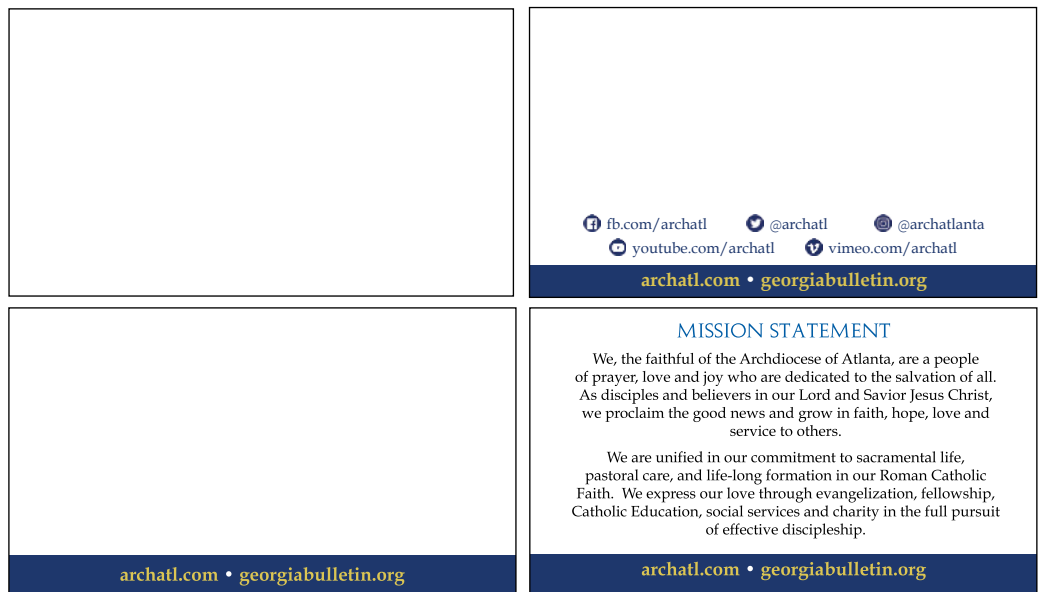 fb.com/archatl @archatl @archatlanta
youtube.com/archatl vimeo.com/archatl
archatl.com • georgiabulletin.org
archatl.com • georgiabulletin.org
MISSION STATEMENT
We, the faithful of the Archdiocese of Atlanta, are a people
of prayer, love and joy who are dedicated to the salvation of all.
As disciples and believers in our Lord and Savior Jesus Christ,
we proclaim the good news and grow in faith, hope, love and
service to others.
We are unified in our commitment to sacramental life,
pastoral care, and life-long formation in our Roman Catholic
Faith.  We express our love through evangelization, fellowship,
Catholic Education, social services and charity in the full pursuit
of effective discipleship.
archatl.com • georgiabulletin.org